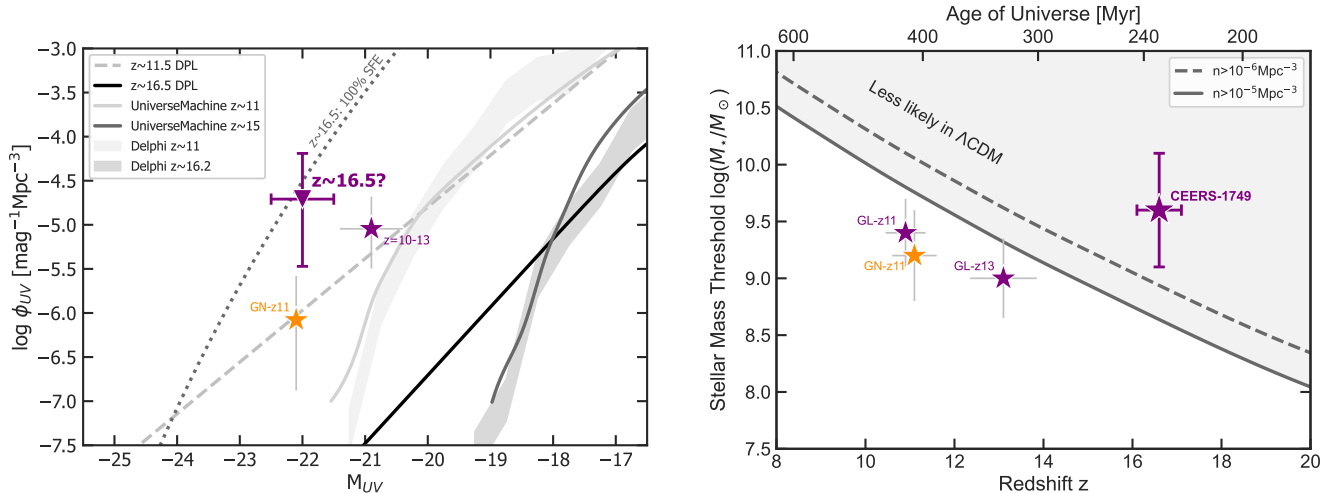 −3.0
−3.5
−4.0
−4.5
−5.0
−5.5
−6.0
−6.5
−7.0
−7.5
log ϕ_UV [mag⁻¹Mpc⁻³]
z~11.5 DPL
z~16.5 DPL
UniverseMachine z~11
UniverseMachine z~15
Delphi z~11
Delphi z~16.2
z~16.5: 100% SFE
z~16.5?
z=10-13
GN-z11
−25 −24 −23 −22 −21 −20 −19 −18 −17
M_UV
Age of Universe [Myr]
600 400 300 200
11.0
10.5
10.0
9.5
9.0
8.5
8.0
7.5
Stellar Mass Threshold log(M⋆/M⊙)
n>10⁻⁶Mpc⁻³
n>10⁻⁵Mpc⁻³
Less likely in ΛCDM
CEERS-1749
GL-z11
GN-z11
GL-z13
8 10 12 14 16 18 20
Redshift z